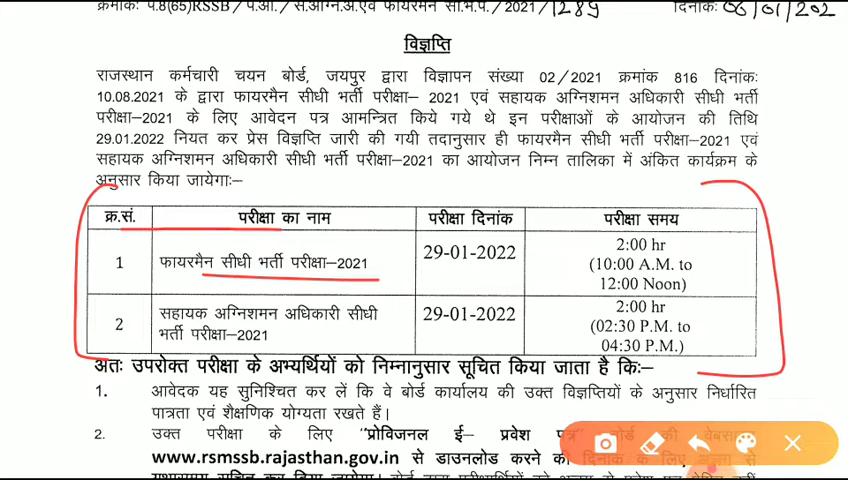 क्रमांकः प.8(65)RSSB/प.आ./स.अग्नि.अ.एवं फायरमैन सी.भ.प./2021/1289 दिनांकः 06/01/202
विज्ञप्ति
राजस्थान कर्मचारी चयन बोर्ड, जयपुर द्वारा विज्ञापन संख्या 02/2021 क्रमांक 816 दिनांकः
10.08.2021 के द्वारा फायरमैन सीधी भर्ती परीक्षा- 2021 एवं सहायक अग्निशमन अधिकारी सीधी भर्ती
परीक्षा-2021 के लिए आवेदन पत्र आमन्त्रित किये गये थे इन परीक्षाओं के आयोजन की तिथि
29.01.2022 नियत कर प्रेस विज्ञप्ति जारी की गयी तदानुसार ही फायरमैन सीधी भर्ती परीक्षा-2021 एवं
सहायक अग्निशमन अधिकारी सीधी भर्ती परीक्षा-2021 का आयोजन निम्न तालिका में अंकित कार्यक्रम के
अनुसार किया जायेगाः-
क्र.सं. परीक्षा का नाम परीक्षा दिनांक परीक्षा समय
1 फायरमैन सीधी भर्ती परीक्षा-2021 29-01-2022 2:00 hr
(10:00 A.M. to
12:00 Noon)
2 सहायक अग्निशमन अधिकारी सीधी
भर्ती परीक्षा-2021 29-01-2022 2:00 hr
(02:30 P.M. to
04:30 P.M.)
अतः उपरोक्त परीक्षा के अभ्यर्थियों को निम्नानुसार सूचित किया जाता है किः-
1. आवेदक यह सुनिश्चित कर लें कि वे बोर्ड कार्यालय की उक्त विज्ञप्तियों के अनुसार निर्धारित
पात्रता एवं शैक्षणिक योग्यता रखते हैं।
2. उक्त परीक्षा के लिए "प्रोविजनल ई- प्रवेश पत्र" बोर्ड की वेबसाइट
www.rsmssb.rajasthan.gov.in से डाउनलोड करने की दिनांक के लिए अलग से